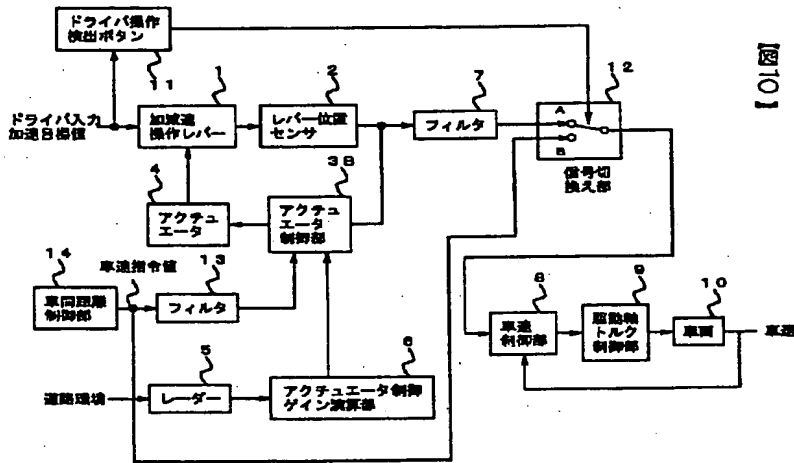 【図10】
ドライバ操作
検出ボタン
11
ドライバ入力
加速目標値
1
加減速
操作レバー
2
レバー位置
センサ
7
フィルタ
12
A
B
信号切
換え部
4
アクチュ
エータ
3B
アクチュ
エータ
制御部
14
車間距離
制御部
車速指令値
13
フィルタ
5
道路環境
レーダー
6
アクチュエータ制御
ゲイン演算部
8
車速
制御部
9
駆動軸
トルク
制御部
10
車両
車速